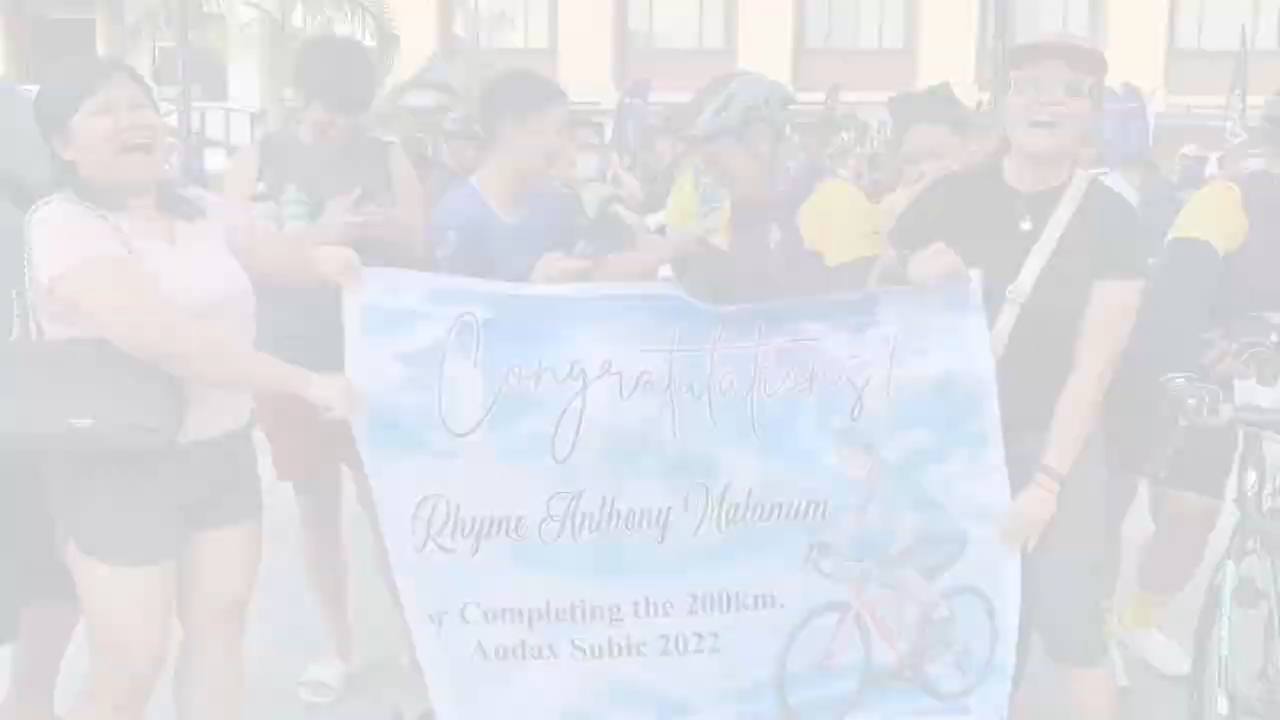 Congratulations!
Rhyme Anthony Malanum
Completing the 200km.
Audax Subic 2022